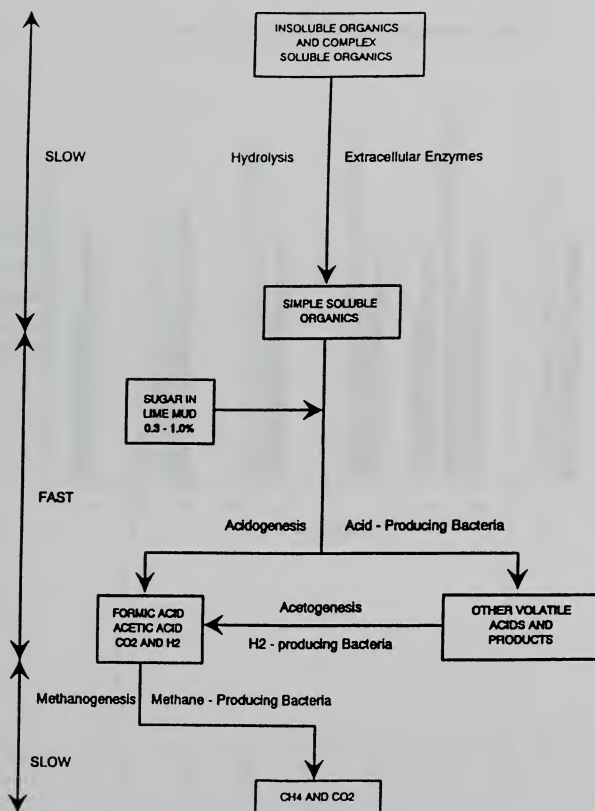 INSOLUBLE ORGANICS
AND COMPLEX
SOLUBLE ORGANICS
SLOW
Hydrolysis
Extracellular Enzymes
SIMPLE SOLUBLE
ORGANICS
SUGAR IN
LIME MUD
0.3 - 1.0%
FAST
Acidogenesis
Acid - Producing Bacteria
FORMIC ACID
ACETIC ACID
CO2 AND H2
Acetogenesis
H2 - producing Bacteria
OTHER VOLATILE
ACIDS AND
PRODUCTS
Methanogenesis
Methane - Producing Bacteria
SLOW
CH4 AND CO2